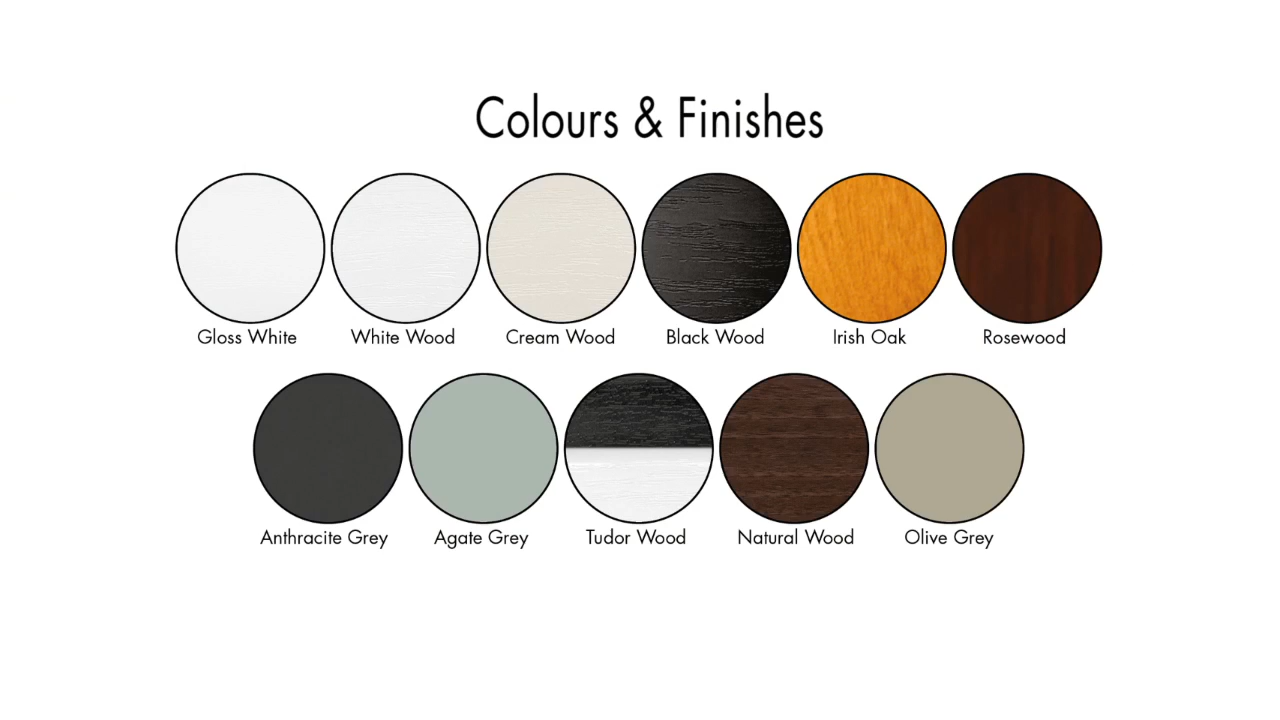 Colours & Finishes
Gloss White White Wood Cream Wood Black Wood Irish Oak Rosewood
Anthracite Grey Agate Grey Tudor Wood Natural Wood Olive Grey